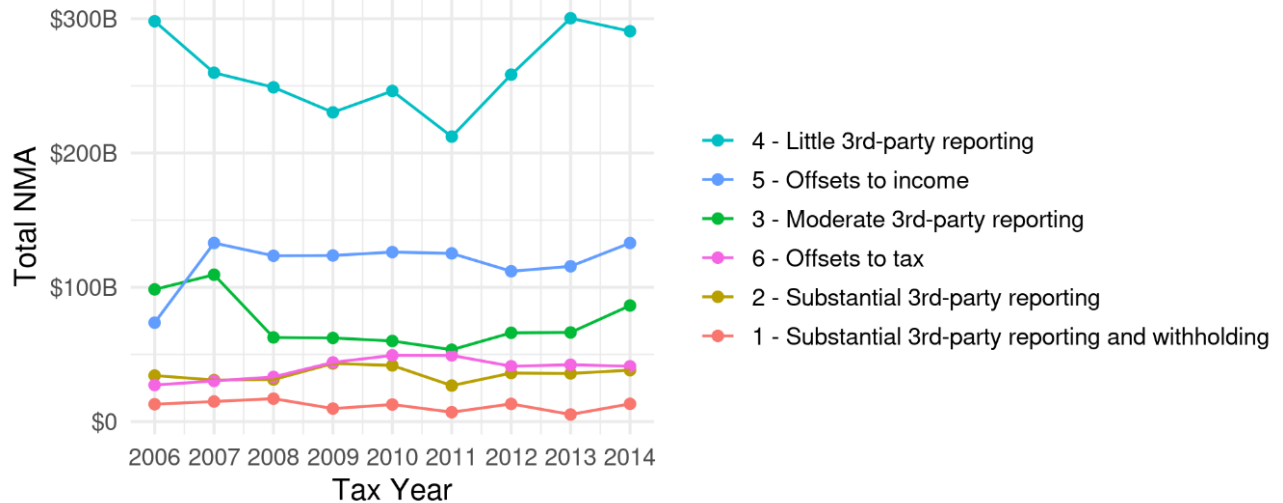 $300B
$200B
$100B
$0
Total NMA
2006 2007 2008 2009 2010 2011 2012 2013 2014
Tax Year
4 - Little 3rd-party reporting
5 - Offsets to income
3 - Moderate 3rd-party reporting
6 - Offsets to tax
2 - Substantial 3rd-party reporting
1 - Substantial 3rd-party reporting and withholding